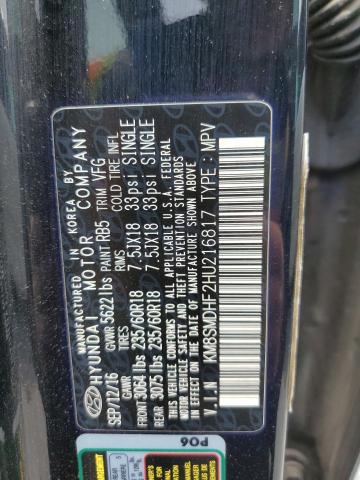 MANUFACTURED IN KOREA BY
HYUNDAI MOTOR COMPANY
SEP/12/16 PAINT RB5 TRIM VFG
GVWR 5622 lbs
GAWR TIRES RIMS COLD TIRE INFL
FRONT 3064 lbs 235/60R18 7.5JX18 33psi SINGLE
REAR 3075 lbs 235/60R18 7.5JX18 33psi SINGLE
THIS VEHICLE CONFORMS TO ALL APPLICABLE U.S.A. FEDERAL
MOTOR VEHICLE SAFETY, BUMPER, AND THEFT PREVENTION
STANDARDS IN EFFECT ON THE DATE OF
MANUFACTURE SHOWN ABOVE.
V.I.N : KM8SMDHF2HU216817 TYPE : MPV
P06